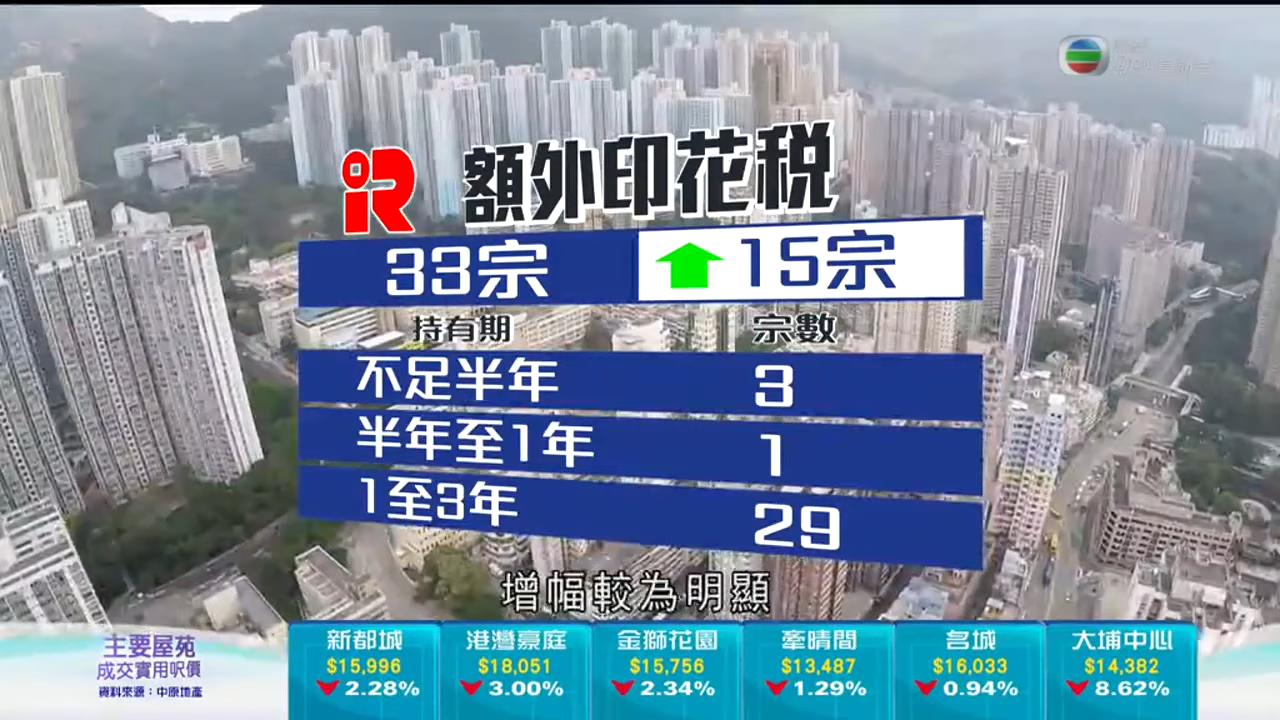 額外印花税
33宗 15宗
持有期 宗數
不足半年 3
半年至1年 1
1至3年 29
增幅較為明顯
主要屋苑
成交實用呎價
資料來源:中原地產
新都城 港灣豪庭 金獅花園 牽晴間 名城 大埔中心
$15,996 $18,051 $15,756 $13,487 $16,033 $14,382
2.28% 3.00% 2.34% 1.29% 0.94% 8.62%